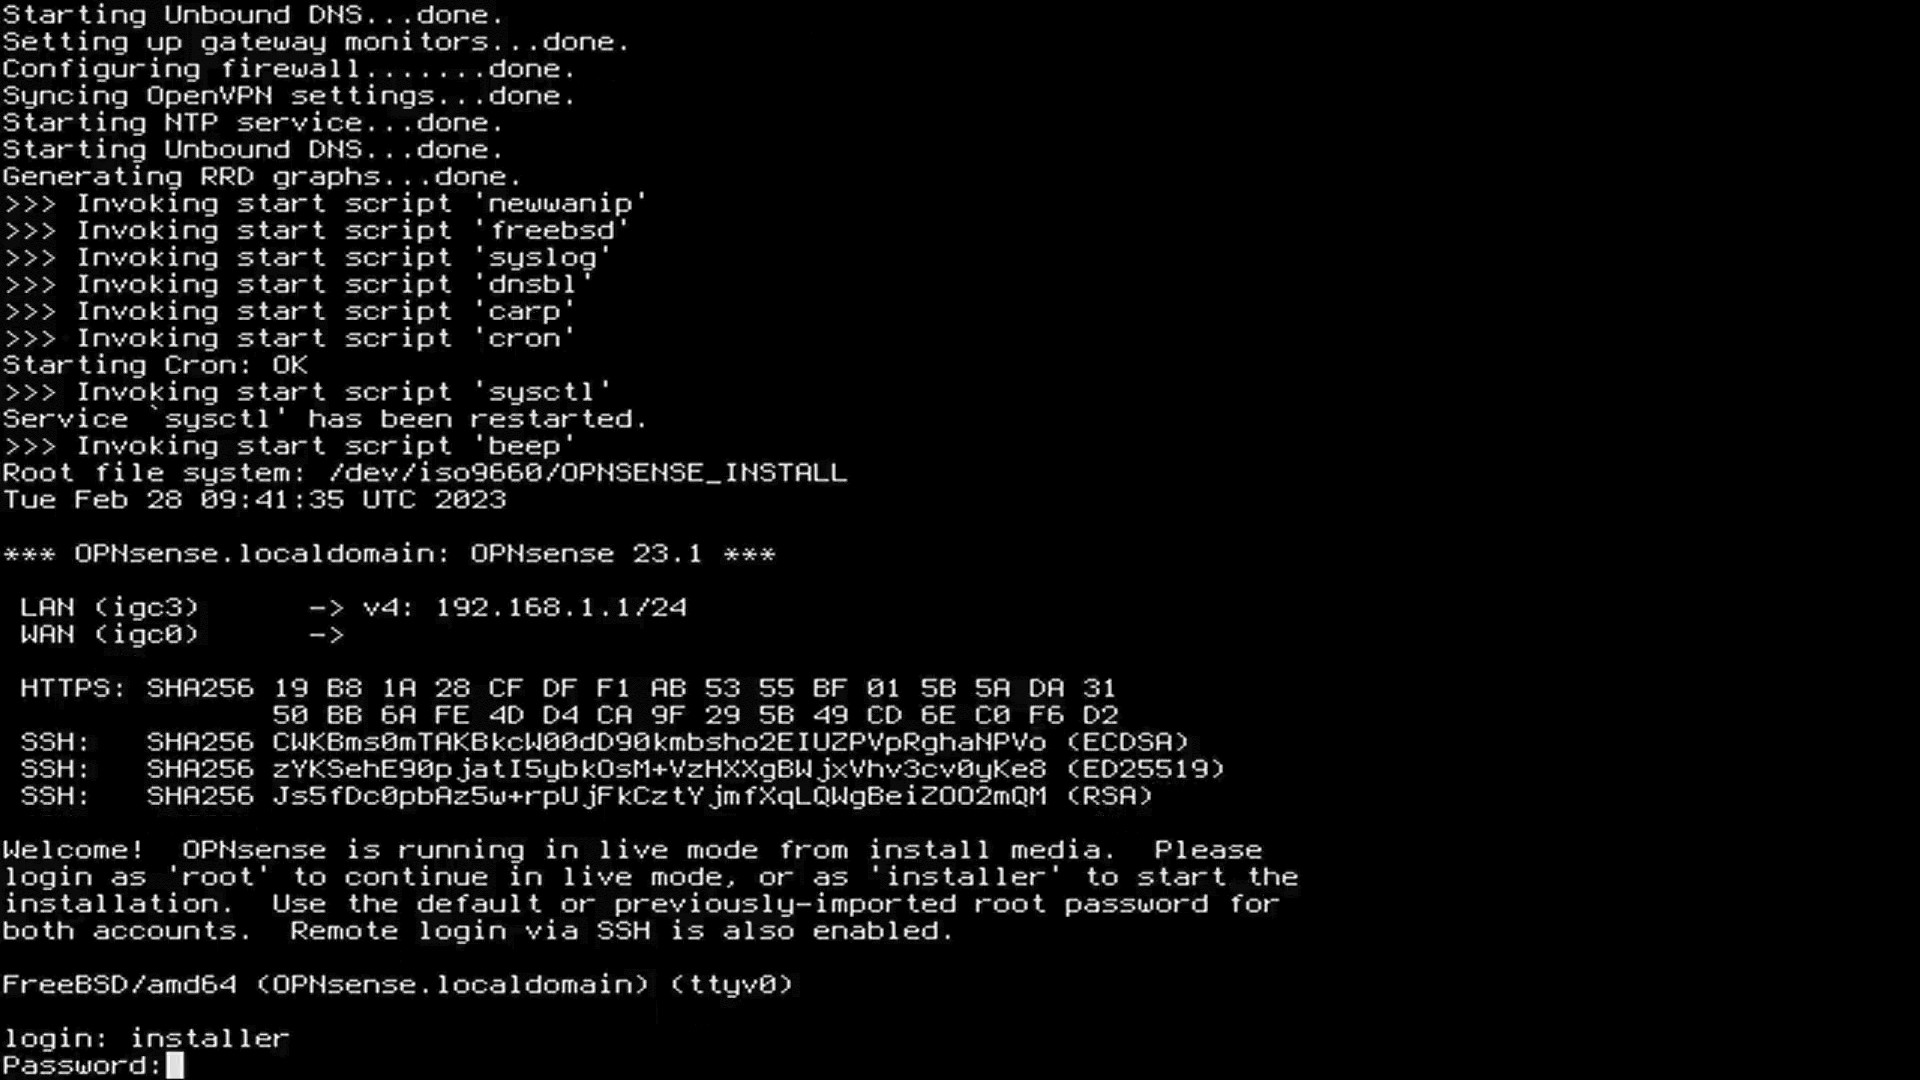 Starting Unbound DNS...done.
Setting up gateway monitors...done.
Configuring firewall.......done.
Syncing OpenVPN settings...done.
Starting NTP service...done.
Starting Unbound DNS...done.
Generating RRD graphs...done.
>>> Invoking start script 'newwanip'
>>> Invoking start script 'freebsd'
>>> Invoking start script 'syslog'
>>> Invoking start script 'dnsbl'
>>> Invoking start script 'carp'
>>> Invoking start script 'cron'
Starting Cron: OK
>>> Invoking start script 'sysctl'
Service `sysctl' has been restarted.
>>> Invoking start script 'beep'
Root file system: /dev/iso9660/OPNSENSE_INSTALL
Tue Feb 28 09:41:35 UTC 2023
*** OPNsense.localdomain: OPNsense 23.1 ***
LAN (igc3)      -> v4: 192.168.1.1/24
WAN (igc0)      ->
HTTPS: SHA256 19 B8 1A 28 CF DF F1 AB 53 55 BF 01 5B 5A DA 31
50 BB 6A FE 4D D4 CA 9F 29 5B 49 CD 6E C0 F6 D2
SSH:   SHA256 CWKBms0mTAKBkcW00dD90kmbsho2EIUZPVpRghaNPVo (ECDSA)
SSH:   SHA256 zYKSehE90pjatI5ybkOsM+VzHXXgBWjxVhv3cv0yKe8 (ED25519)
SSH:   SHA256 Js5fDc0pbAz5w+rpUjFkCztYjmfXqLQWgBeiZOO2mQM (RSA)
Welcome!  OPNsense is running in live mode from install media.  Please
login as 'root' to continue in live mode, or as 'installer' to start the
installation.  Use the default or previously-imported root password for
both accounts.  Remote login via SSH is also enabled.
FreeBSD/amd64 (OPNsense.localdomain) (ttyv0)
login: installer
Password: